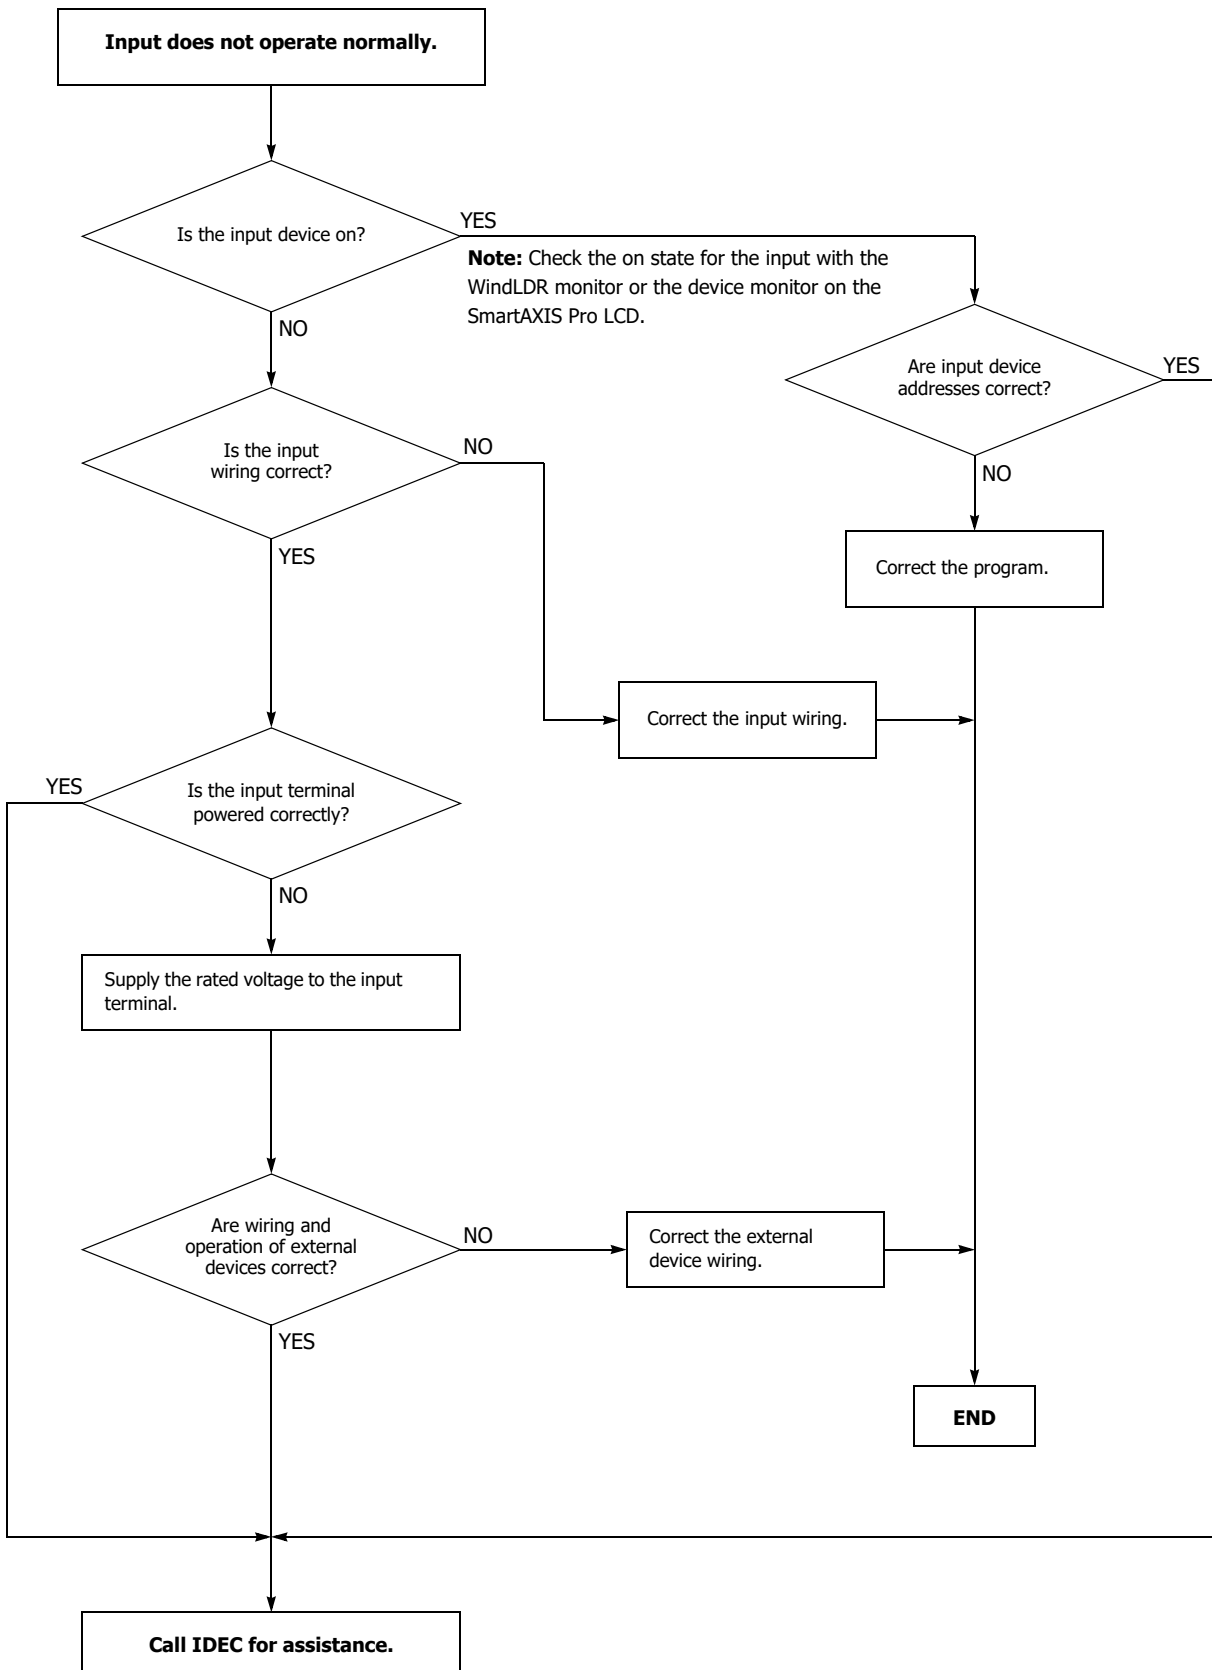 Input does not operate normally.
Is the input device on?
YES
Note: Check the on state for the input with the
WindLDR monitor or the device monitor on the
SmartAXIS Pro LCD.
NO
Are input device
addresses correct?
YES
NO
Is the input
wiring correct?
NO
YES
Correct the program.
Correct the input wiring.
YES
Is the input terminal
powered correctly?
NO
Supply the rated voltage to the input
terminal.
Are wiring and
operation of external
devices correct?
NO
Correct the external
device wiring.
YES
END
Call IDEC for assistance.